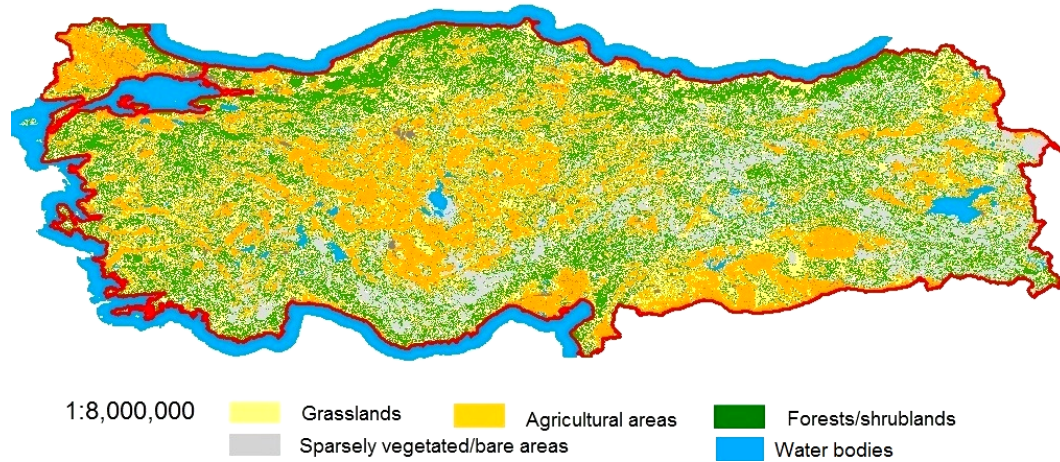 1:8,000,000
Grasslands
Agricultural areas
Forests/shrublands
Sparsely vegetated/bare areas
Water bodies